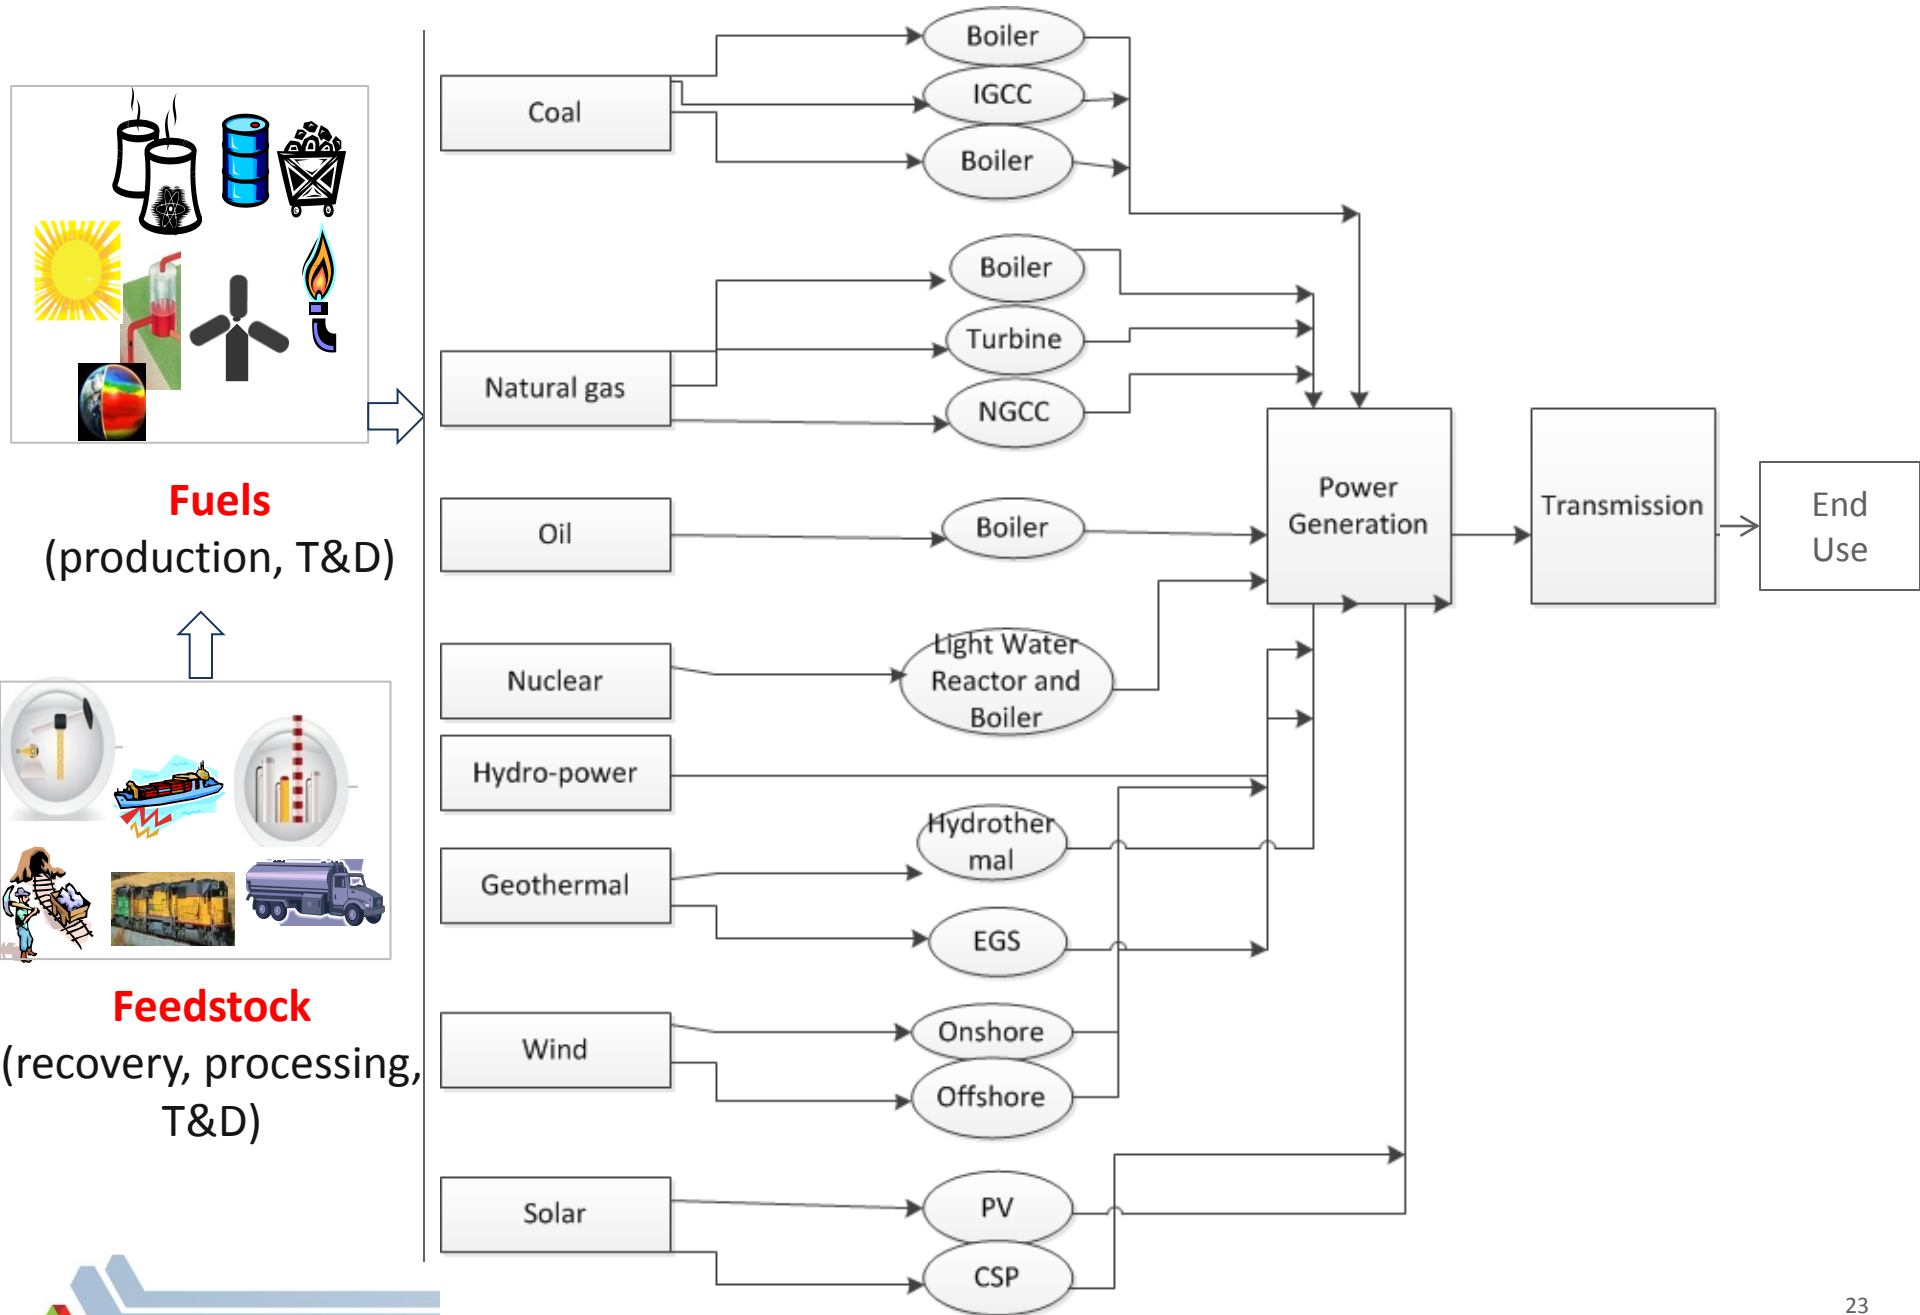 Fuels
(production, T&D)
Feedstock
(recovery, processing,
T&D)
Coal
Boiler
IGCC
Boiler
Natural gas
Boiler
Turbine
NGCC
Oil
Boiler
Nuclear
Light Water
Reactor and
Boiler
Hydro-power
Geothermal
Hydrother
mal
EGS
Wind
Onshore
Offshore
Solar
PV
CSP
Power
Generation
Transmission
End
Use
23